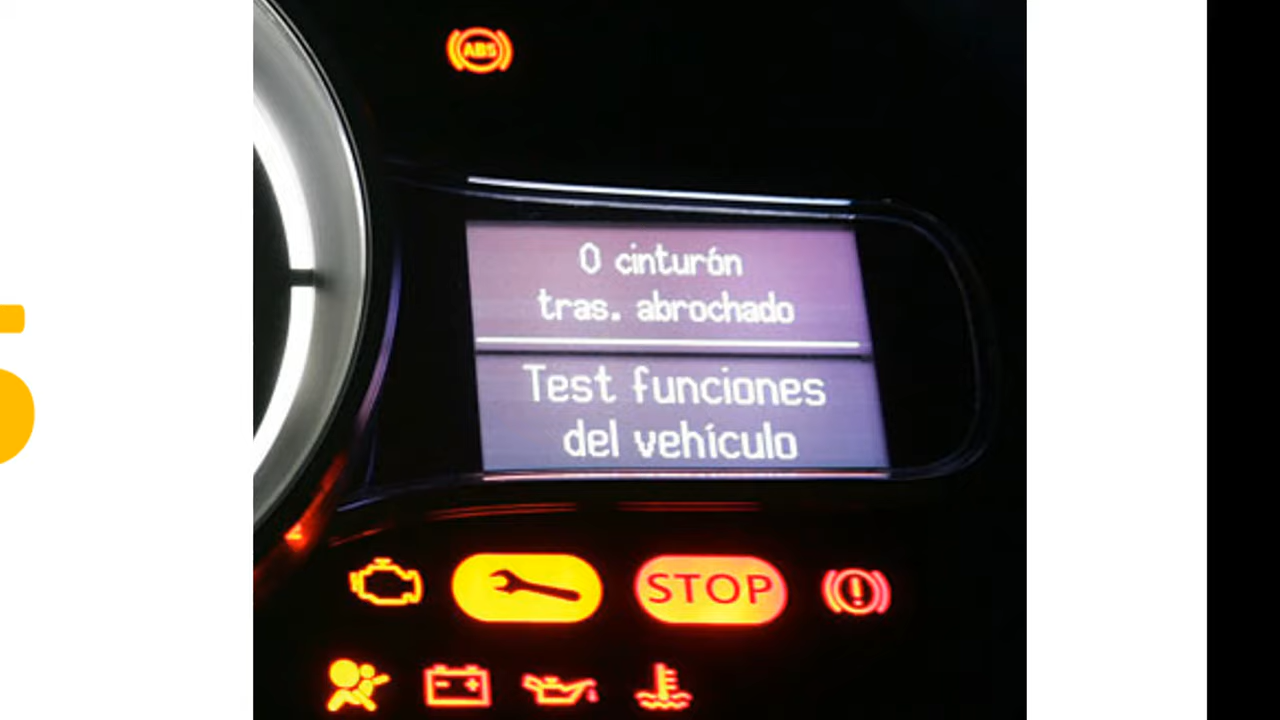 ABS
0 cinturón
tras. abrochado
Test funciones
del vehículo
STOP